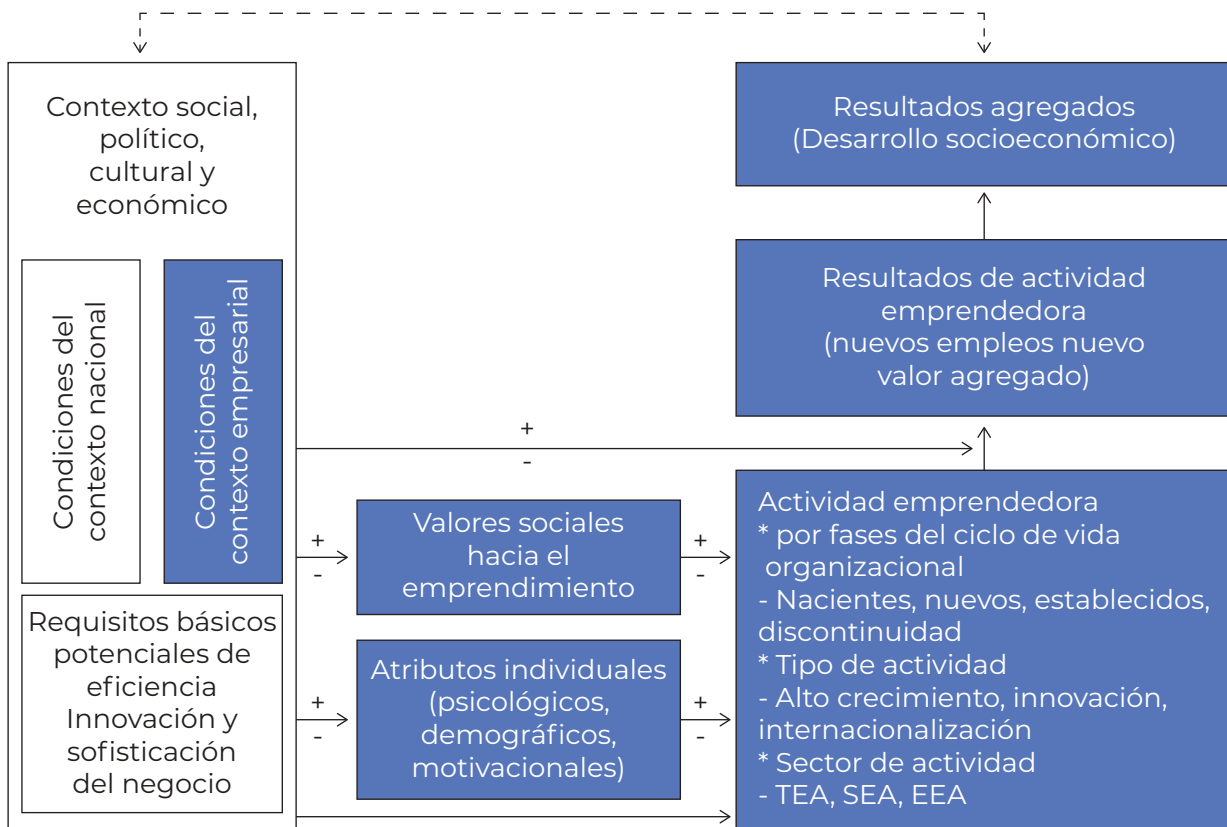 Contexto social,
político,
cultural y
económico
Condiciones del
contexto nacional
Condiciones del
contexto empresarial
Requisitos básicos
potenciales de
eficiencia
Innovación y
sofisticación
del negocio
+
-
+
-
+
-
Valores sociales
hacia el
emprendimiento
Atributos individuales
(psicológicos,
demográficos,
motivacionales)
+
-
+
-
Resultados agregados
(Desarrollo socioeconómico)
Resultados de actividad
emprendedora
(nuevos empleos nuevo
valor agregado)
Actividad emprendedora
* por fases del ciclo de vida
organizacional
- Nacientes, nuevos, establecidos,
discontinuidad
* Tipo de actividad
- Alto crecimiento, innovación,
internacionalización
* Sector de actividad
- TEA, SEA, EEA